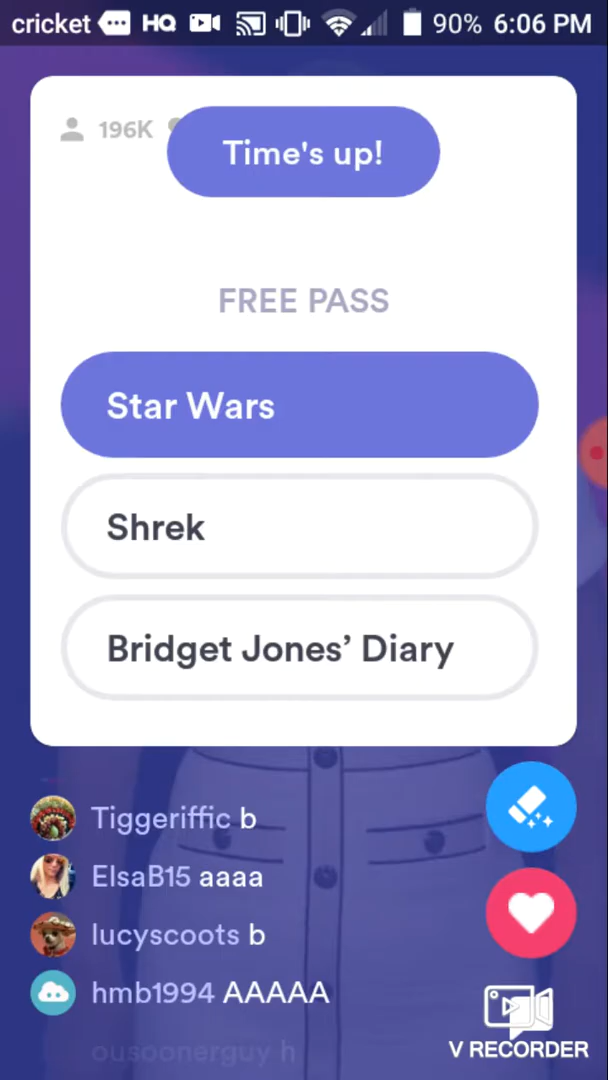 cricket HQ 90% 6:06 PM
196K
Time's up!
FREE PASS
Star Wars
Shrek
Bridget Jones’ Diary
Tiggeriffic b
ElsaB15 aaaa
lucyscoots b
hmb1994 AAAAA
ousoonerguy h
V RECORDER